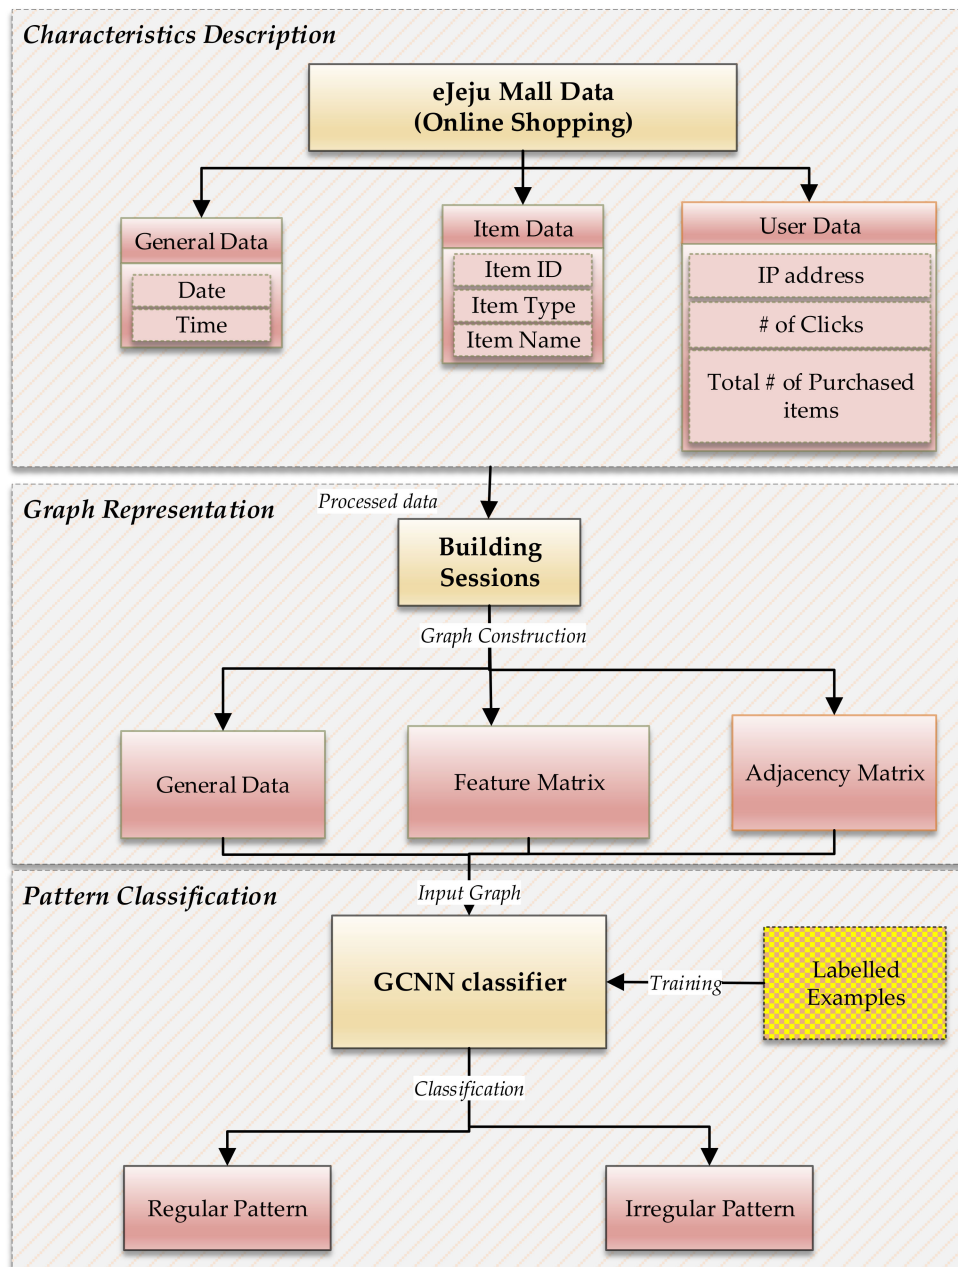 Characteristics Description
eJeju Mall Data
(Online Shopping)
General Data
Date
Time
Item Data
Item ID
Item Type
Item Name
User Data
IP address
# of Clicks
Total # of Purchased
items
Processed data
Graph Representation
Building
Sessions
Graph Construction
General Data
Feature Matrix
Adjacency Matrix
Pattern Classification
Input Graph
GCNN classifier
Training
Labelled
Examples
Classification
Regular Pattern
Irregular Pattern